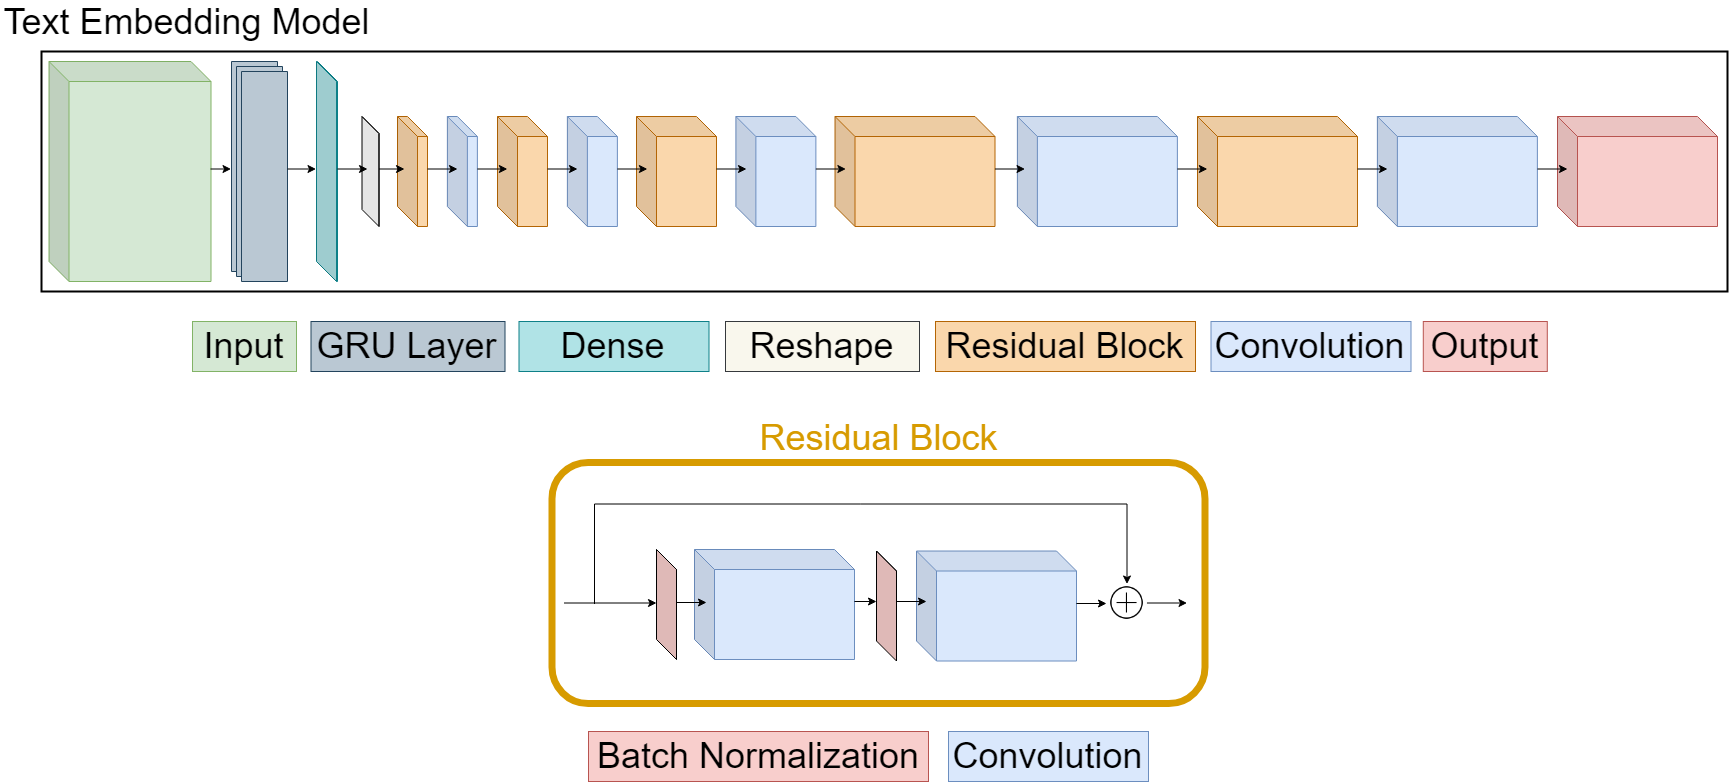 Text Embedding Model
Input
GRU Layer
Dense
Reshape
Residual Block
Convolution
Output
Residual Block
Batch Normalization
Convolution